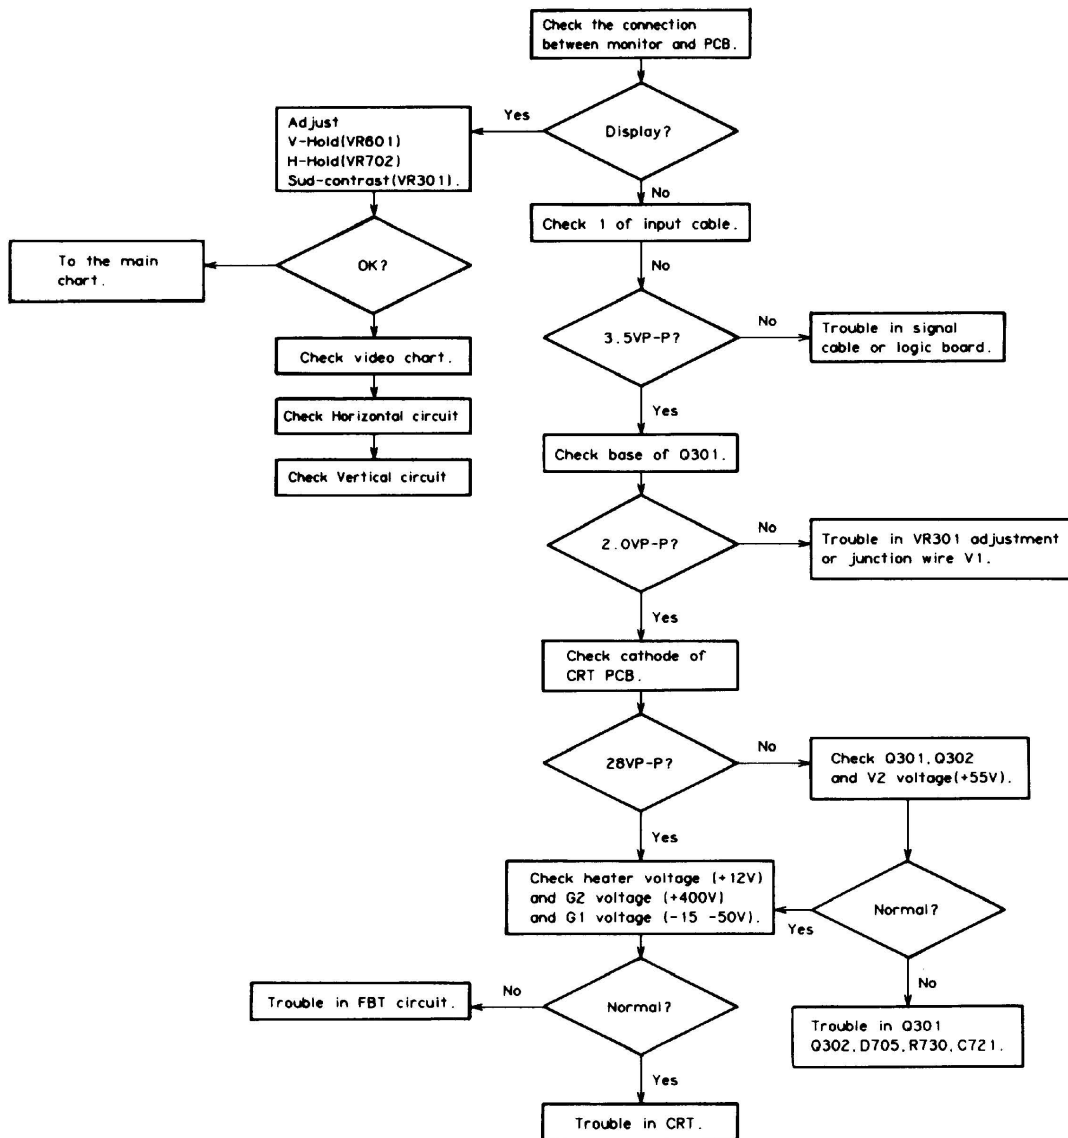 Check the connection
between monitor and PCB.
Display?
Yes
No
Adjust
V-Hold(VR601)
H-Hold(VR702)
Sud-contrast(VR301).
OK?
To the main
chart.
Check video chart.
Check Horizontal circuit
Check Vertical circuit
Check 1 of input cable.
No
3.5VP-P?
No
Trouble in signal
cable or logic board.
Yes
Check base of Q301.
2.0VP-P?
No
Trouble in VR301 adjustment
or junction wire V1.
Yes
Check cathode of
CRT PCB.
28VP-P?
No
Check Q301,Q302
and V2 voltage(+55V).
Yes
Check heater voltage (+12V)
and G2 voltage (+400V)
and G1 voltage (-15 -50V).
Normal?
Yes
No
Trouble in Q301
Q302,D705,R730,C721.
Normal?
No
Trouble in FBT circuit.
Yes
Trouble in CRT.